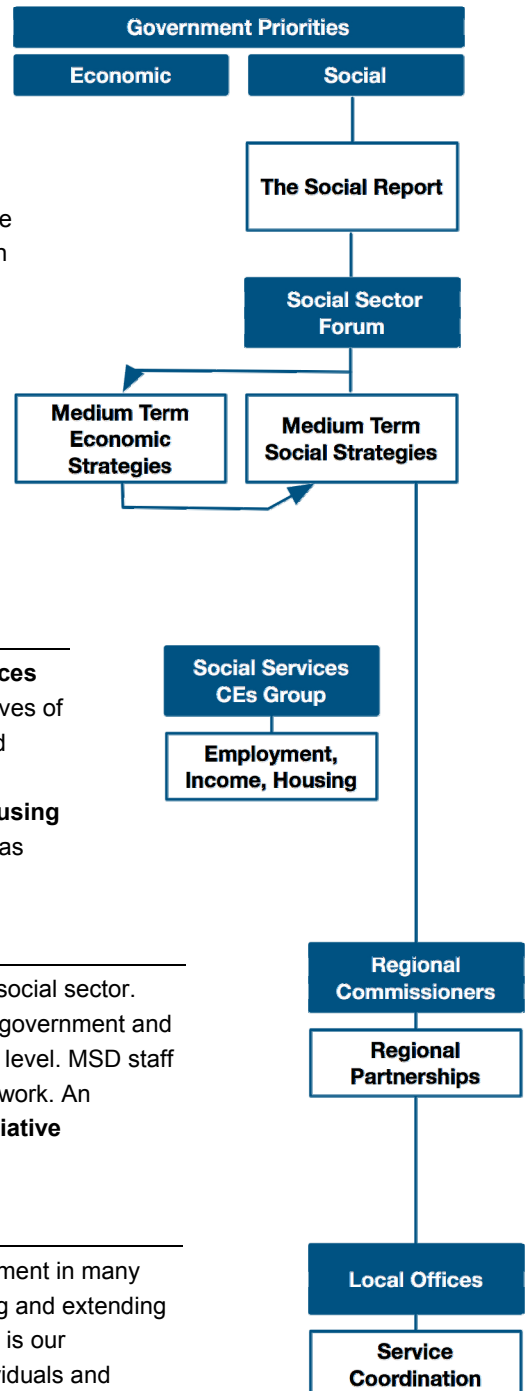 Government Priorities
Economic
Social
The Social Report
e
n
Social Sector
Forum
Medium Term
Economic
Strategies
Medium Term
Social Strategies
ces
ves of
d
using
as
Social Services
CEs Group
Employment,
Income, Housing
social sector.
government and
level. MSD staff
work. An
iative
Regional
Commissioners
Regional
Partnerships
ment in many
g and extending
is our
viduals and
Local Offices
Service
Coordination